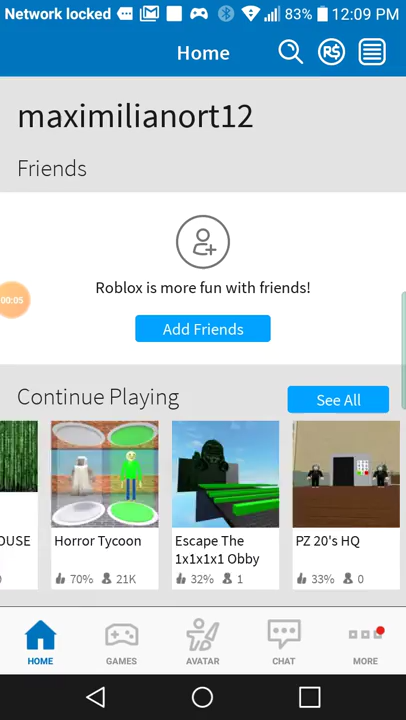 Network locked 83% 12:09 PM
Home
R$
maximilianort12
Friends
00:05
Roblox is more fun with friends!
Add Friends
Continue Playing
See All
OUSE
Horror Tycoon
Escape The
1x1x1x1 Obby
PZ 20's HQ
70% 21K
32% 1
33% 0
HOME GAMES AVATAR CHAT MORE